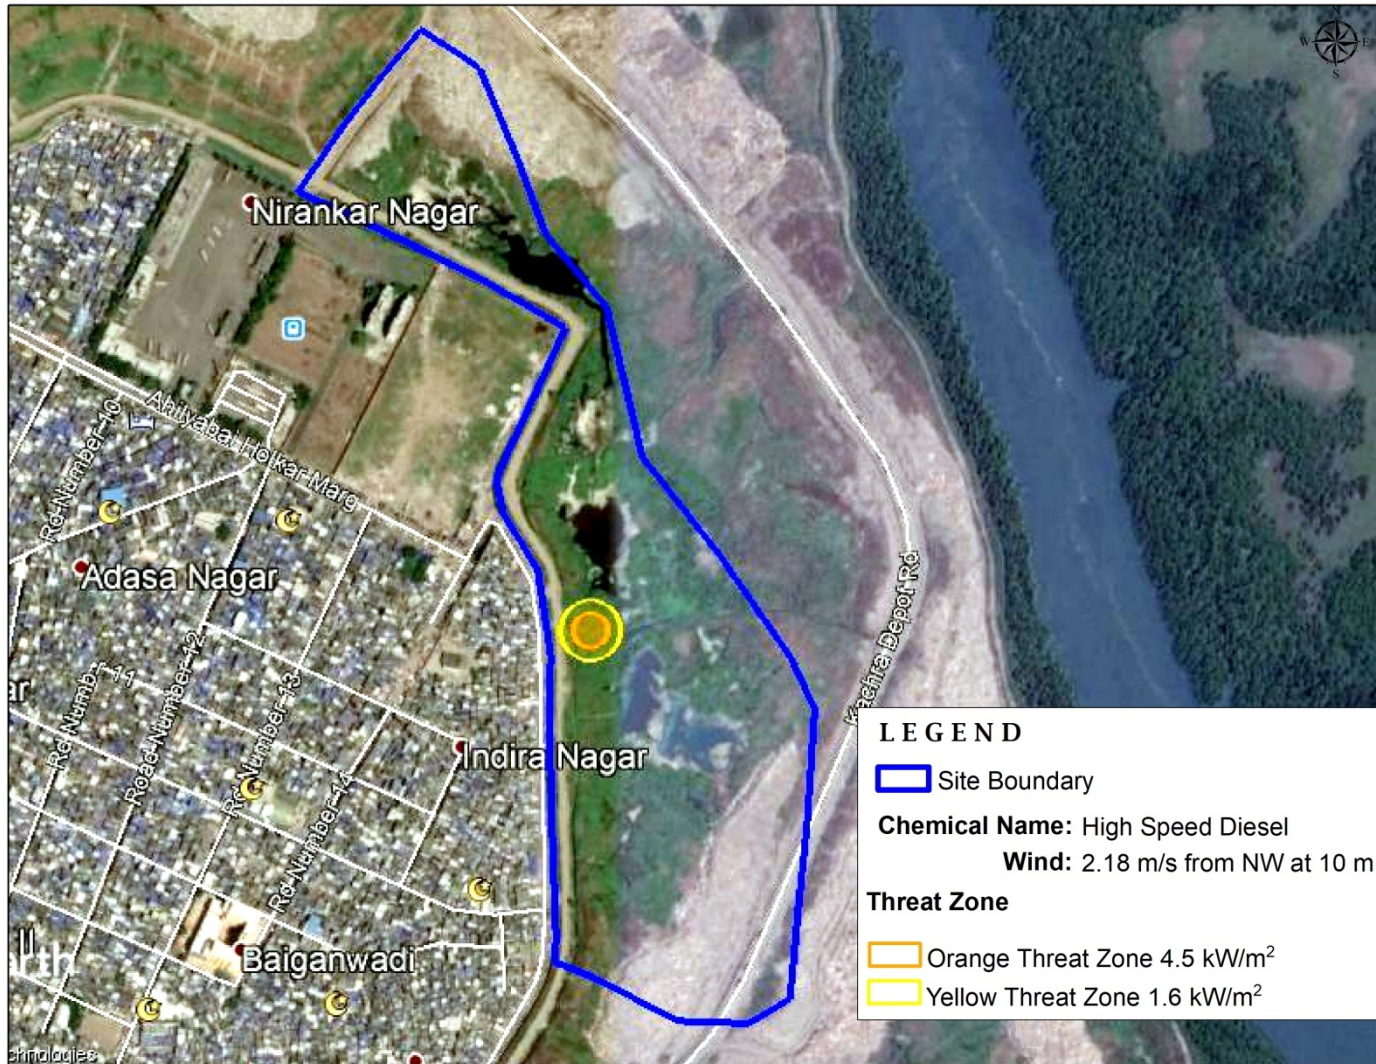 N
W E
S
Nirankar Nagar
Ahilyabai Holkar Marg
Rd-Number-10
Adasa Nagar
Road-Number-12
Rd Number-13
Rd-Number-14
Indira Nagar
Kachra Depot Rd
Baiganwadi
LEGEND
Site Boundary
Chemical Name: High Speed Diesel
Wind: 2.18 m/s from NW at 10 m
Threat Zone
Orange Threat Zone 4.5 kW/m²
Yellow Threat Zone 1.6 kW/m²
chnologies